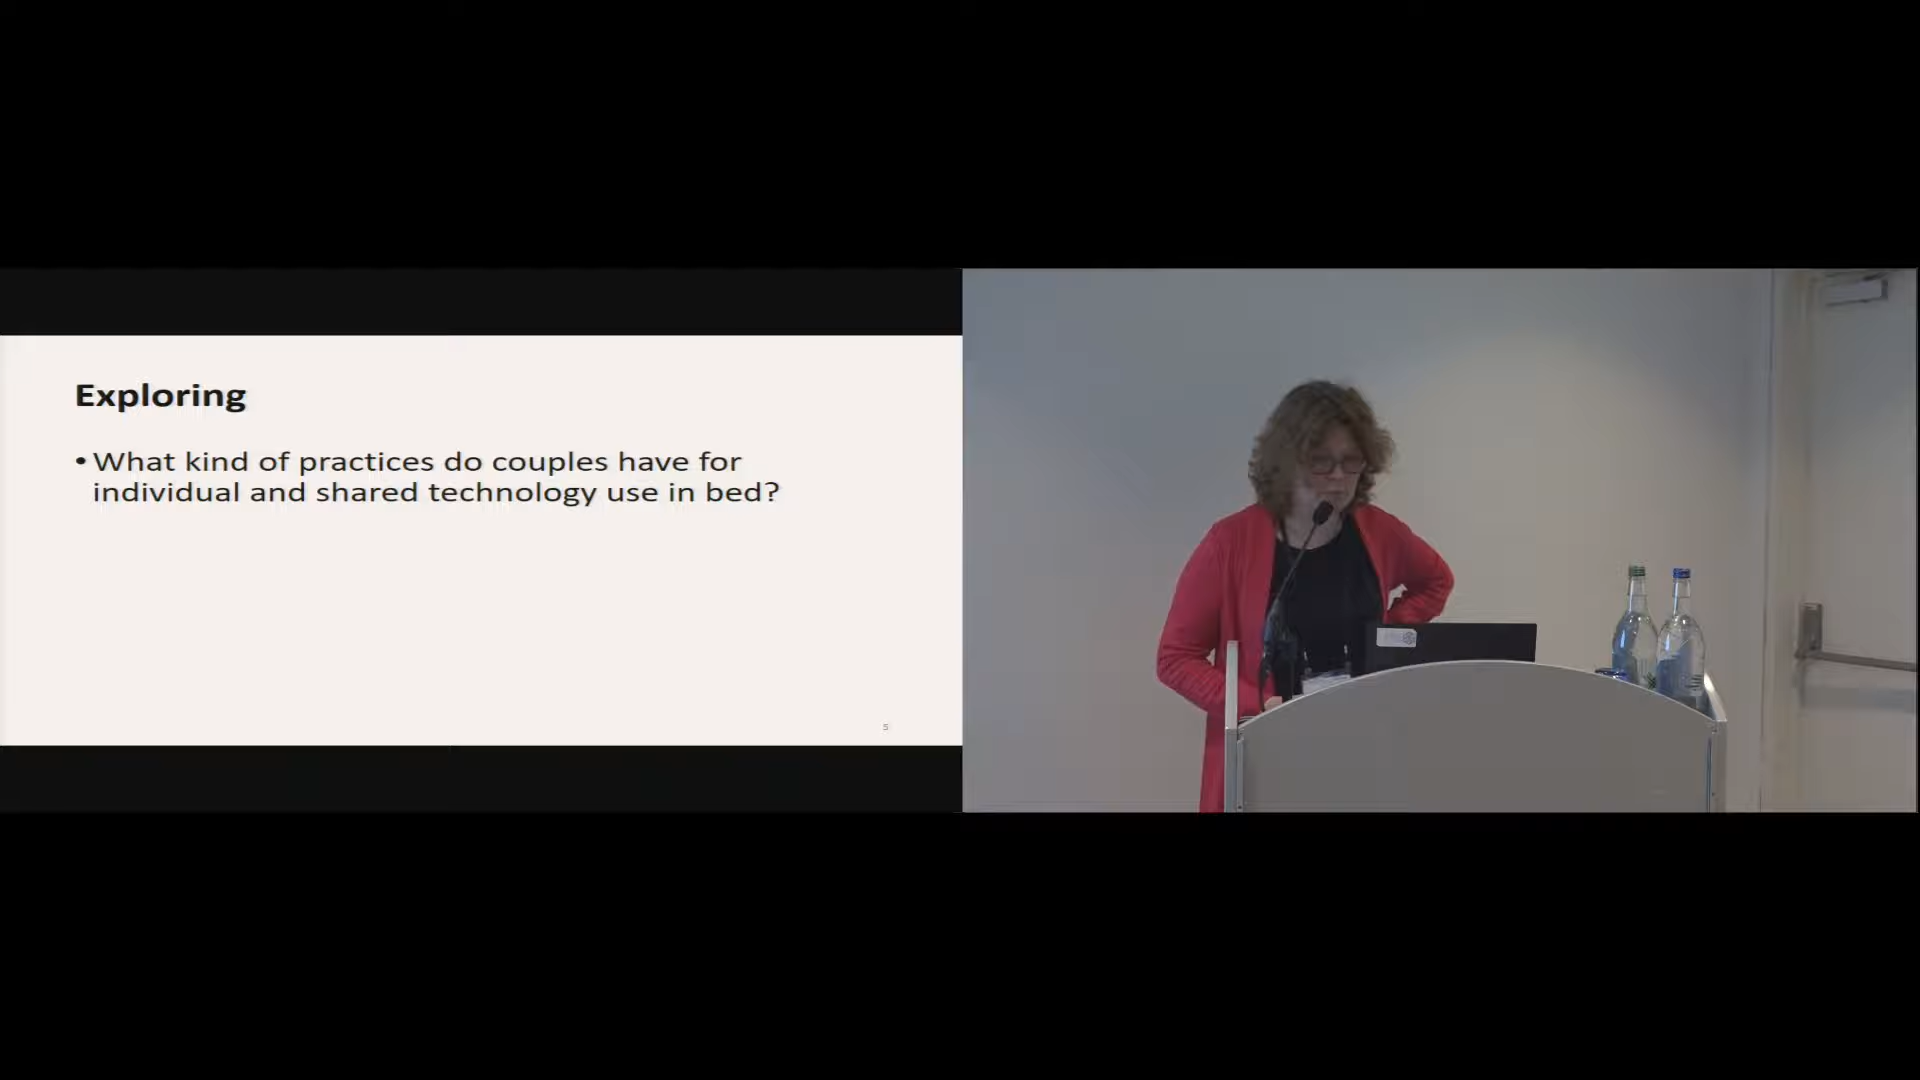 Exploring
• What kind of practices do couples have for
individual and shared technology use in bed?
5